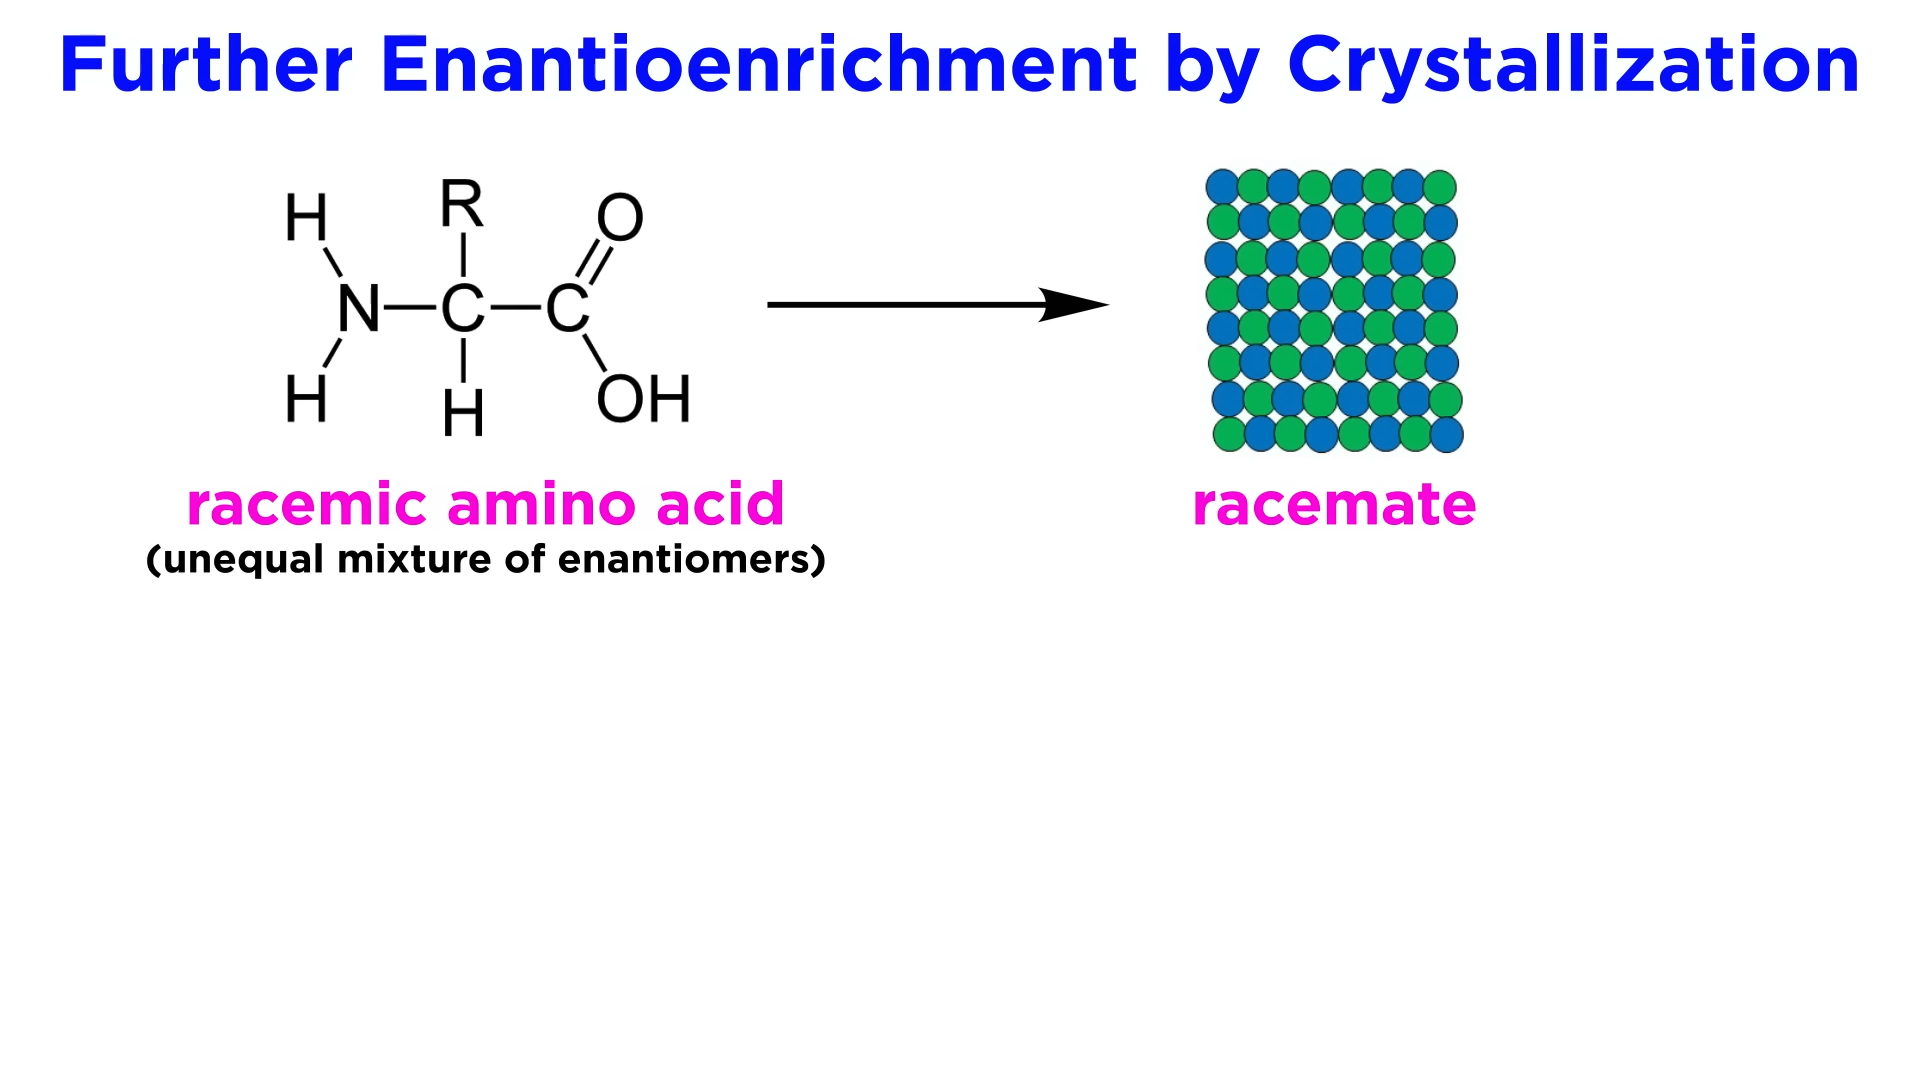 Further Enantioenrichment by Crystallization
H R O
N C C
H H OH
racemic amino acid
(unequal mixture of enantiomers)
racemate